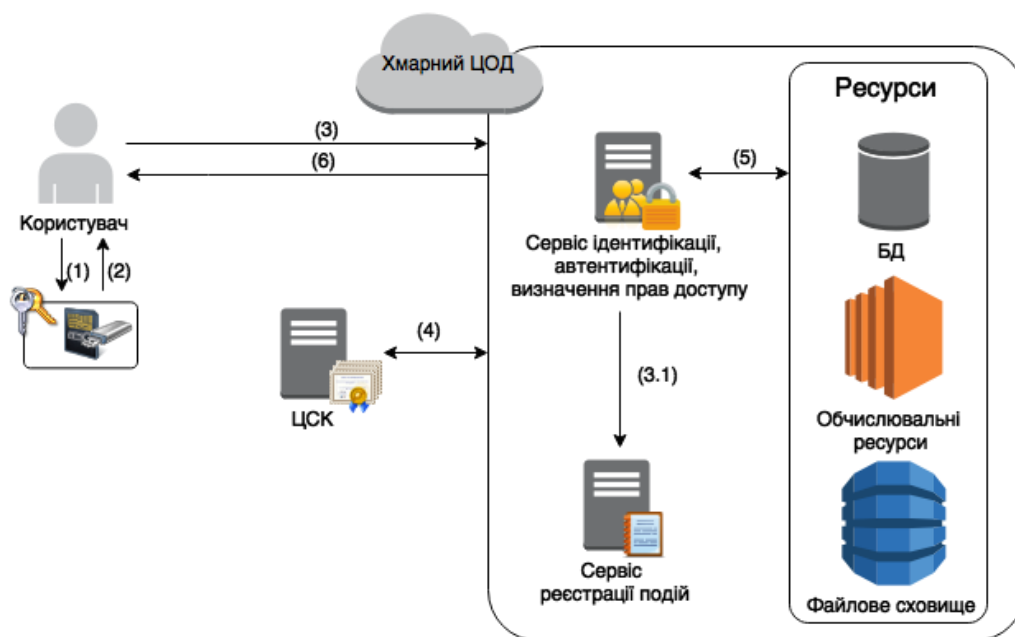 Хмарний ЦОД
Ресурси
(3)
(6)
(5)
Користувач
Сервіс ідентифікації,
автентифікації,
визначення прав доступу
БД
(1)
(2)
(4)
(3.1)
ЦСК
Обчислювальні
ресурси
Сервіс
реєстрації подій
Файлове сховище